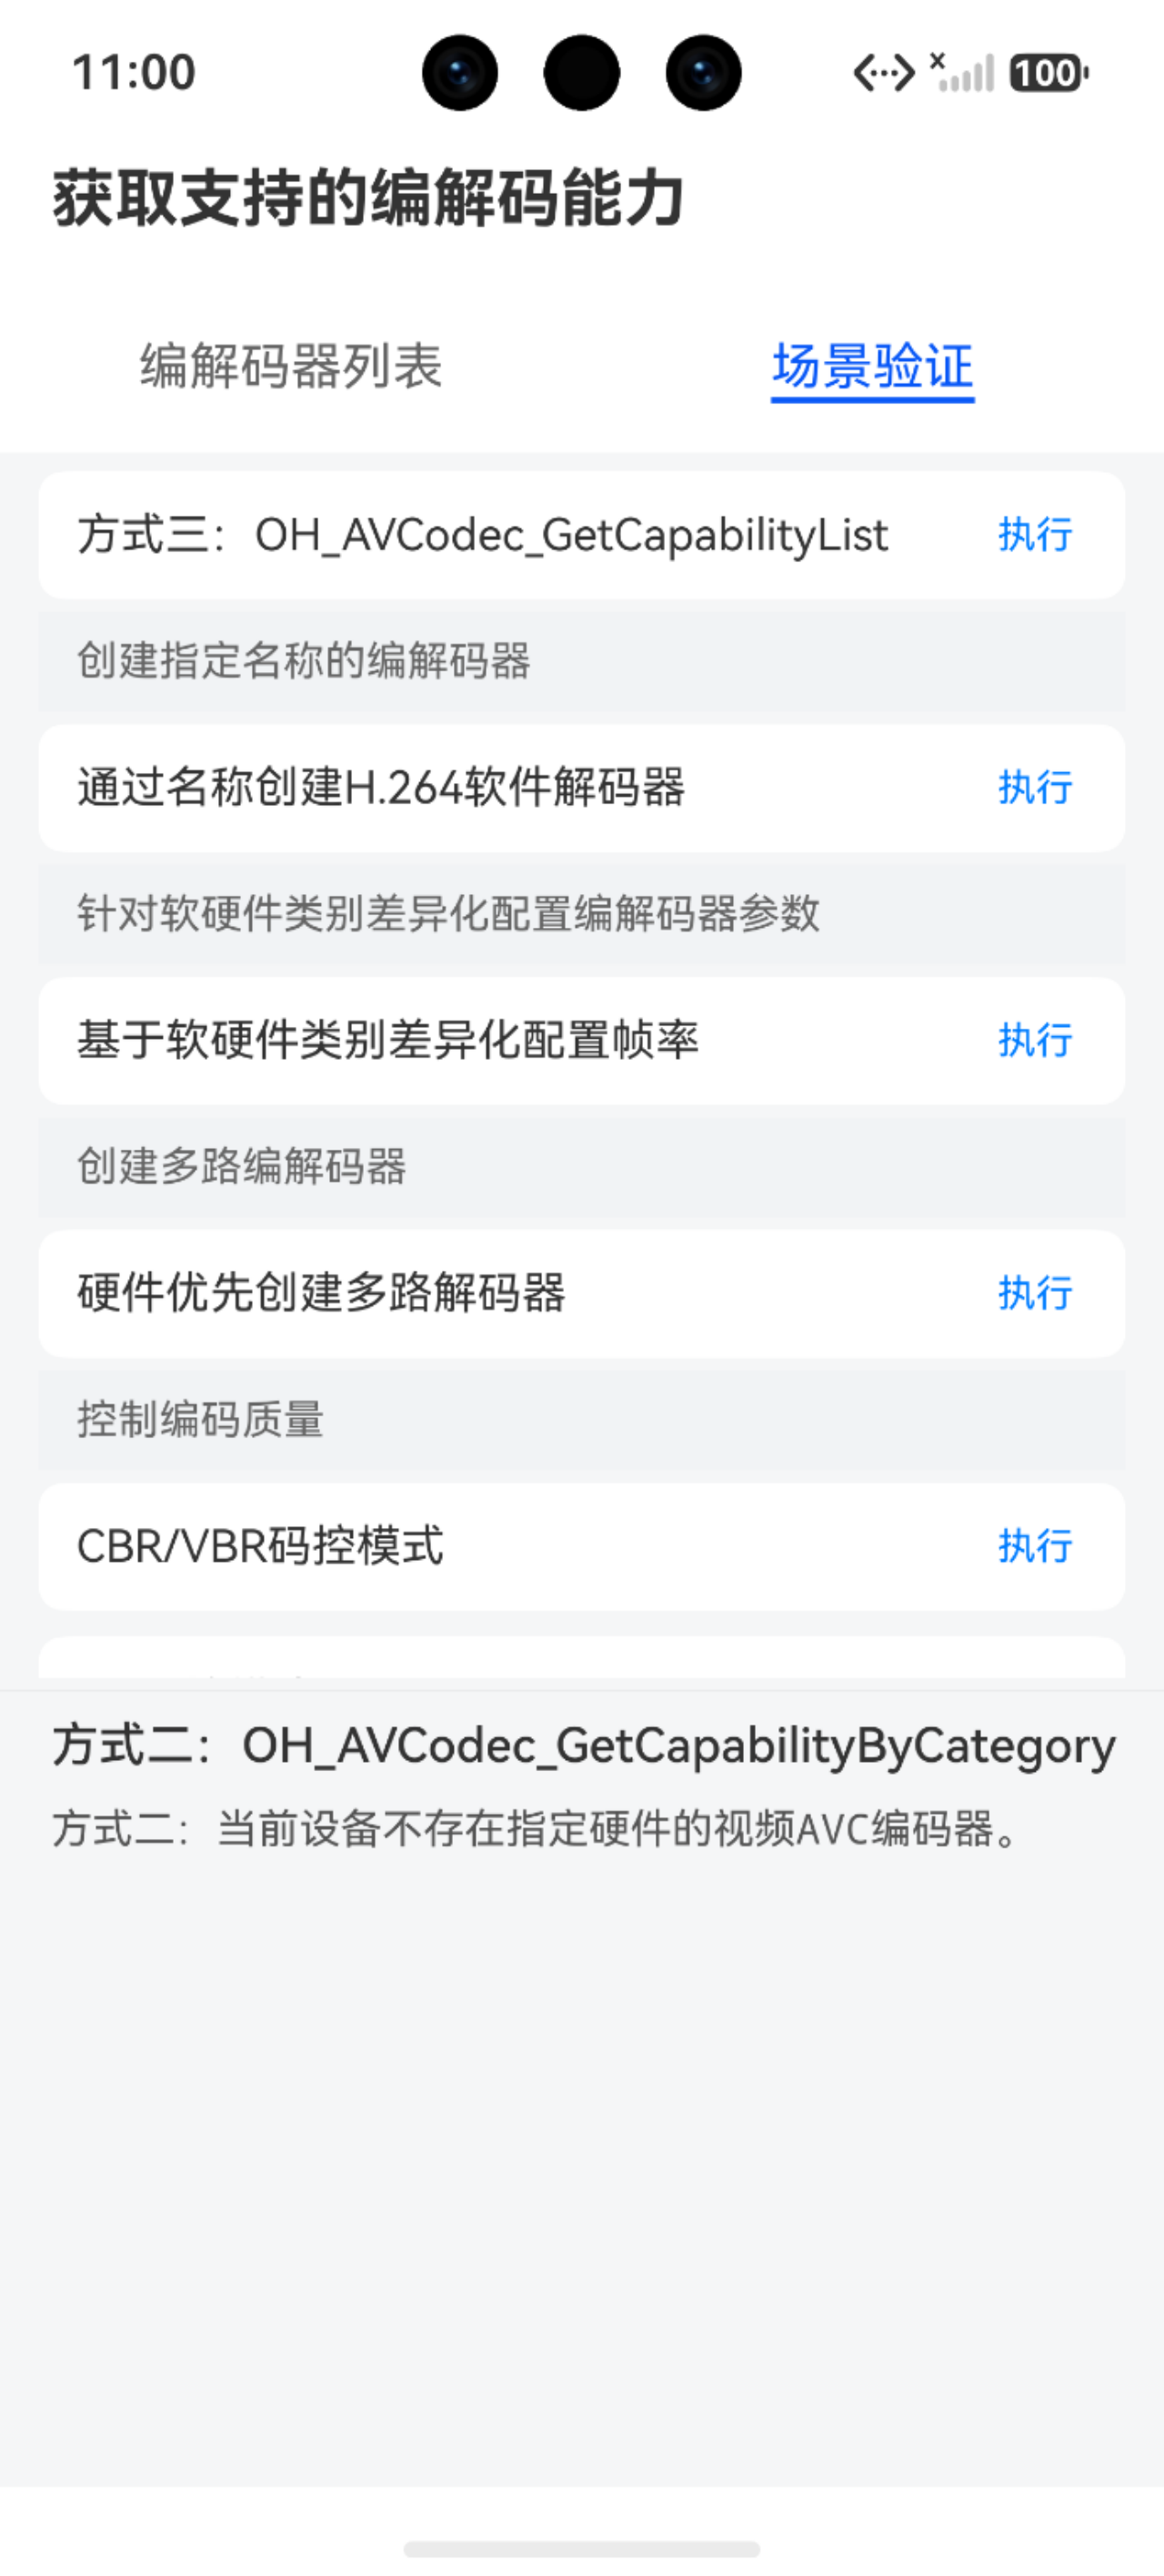 11:00
100
获取支持的编解码能力
编解码器列表
场景验证
方式三：OH_AVCodec_GetCapabilityList 执行
创建指定名称的编解码器
通过名称创建H.264软件解码器 执行
针对软硬件类别差异化配置编解码器参数
基于软硬件类别差异化配置帧率 执行
创建多路编解码器
硬件优先创建多路解码器 执行
控制编码质量
CBR/VBR码控模式 执行
方式二：OH_AVCodec_GetCapabilityByCategory
方式二：当前设备不存在指定硬件的视频AVC编码器。